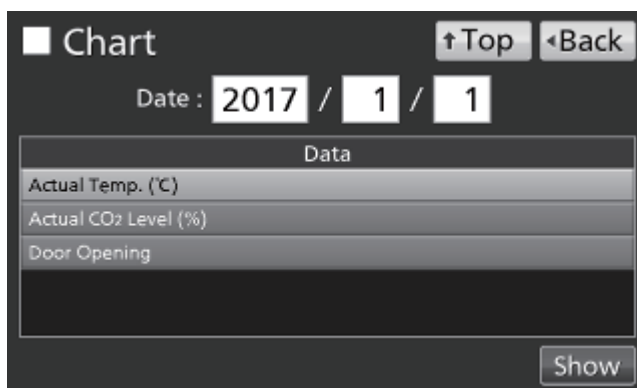 Chart
↑Top
◂Back
Date : 2017 / 1 / 1
Data
Actual Temp. (℃)
Actual CO₂ Level (%)
Door Opening
Show